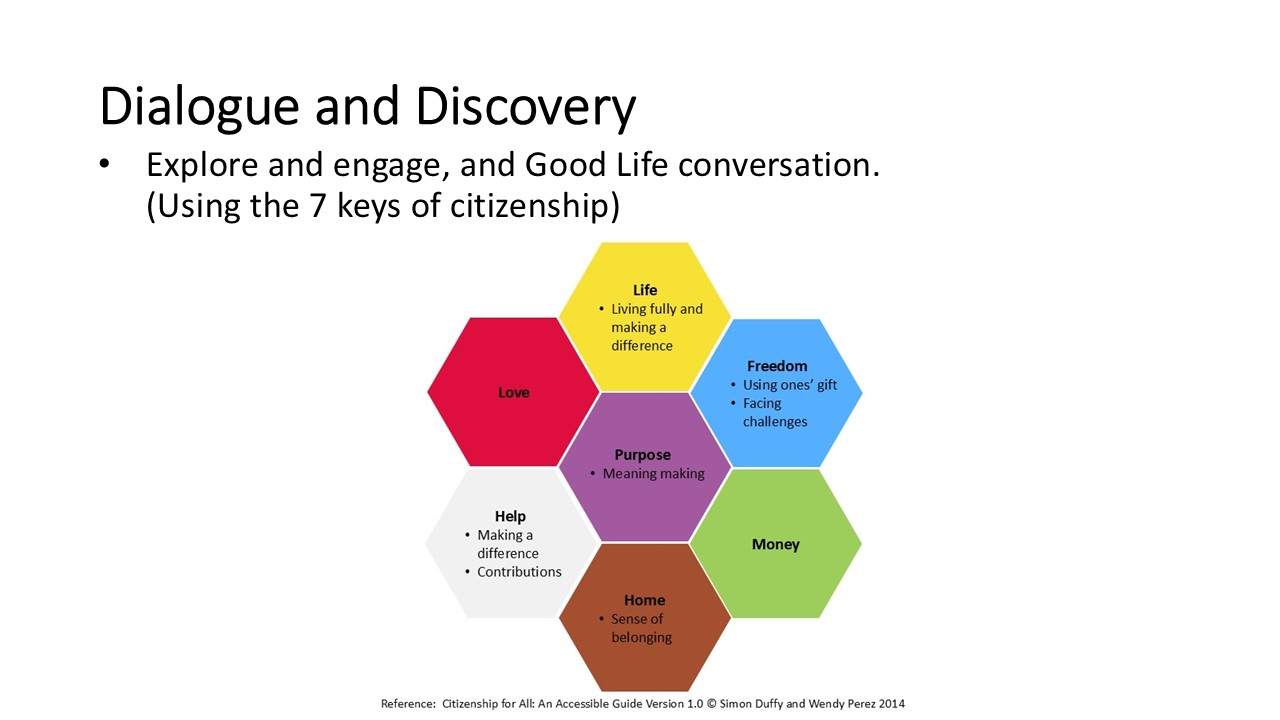 Dialogue and Discovery
• Explore and engage, and Good Life conversation.
(Using the 7 keys of citizenship)
Life
• Living fully and
making a
difference
Love
Freedom
• Using ones’ gift
• Facing
challenges
Purpose
• Meaning making
Help
• Making a
difference
• Contributions
Money
Home
• Sense of
belonging
Reference: Citizenship for All: An Accessible Guide Version 1.0 © Simon Duffy and Wendy Perez 2014